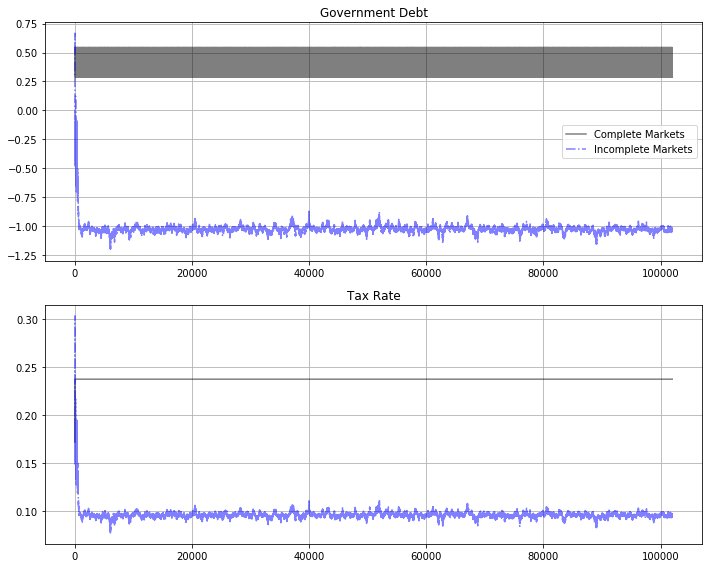 Government Debt
0.75
0.50
0.25
0.00
−0.25
−0.50
−0.75
−1.00
−1.25
Complete Markets
Incomplete Markets
0 20000 40000 60000 80000 100000
Tax Rate
0.30
0.25
0.20
0.15
0.10
0 20000 40000 60000 80000 100000